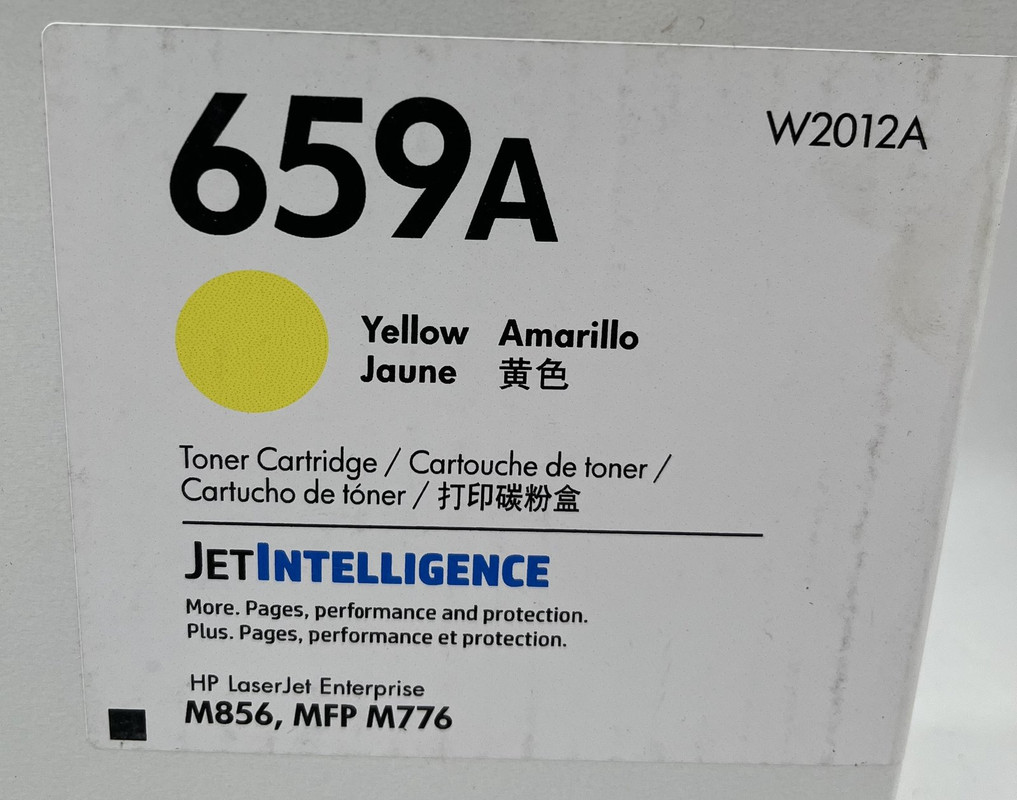 659A
W2012A
Yellow Amarillo
Jaune 黄色
Toner Cartridge / Cartouche de toner /
Cartucho de tóner / 打印碳粉盒
JETINTELLIGENCE
More. Pages, performance and protection.
Plus. Pages, performance et protection.
HP LaserJet Enterprise
M856, MFP M776